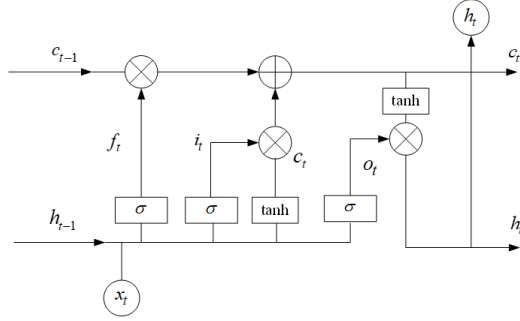 h_t
c_{t-1}
c_t
tanh
f_t
i_t
c_t
o_t
σ
σ
tanh
σ
h_{t-1}
h_t
x_t